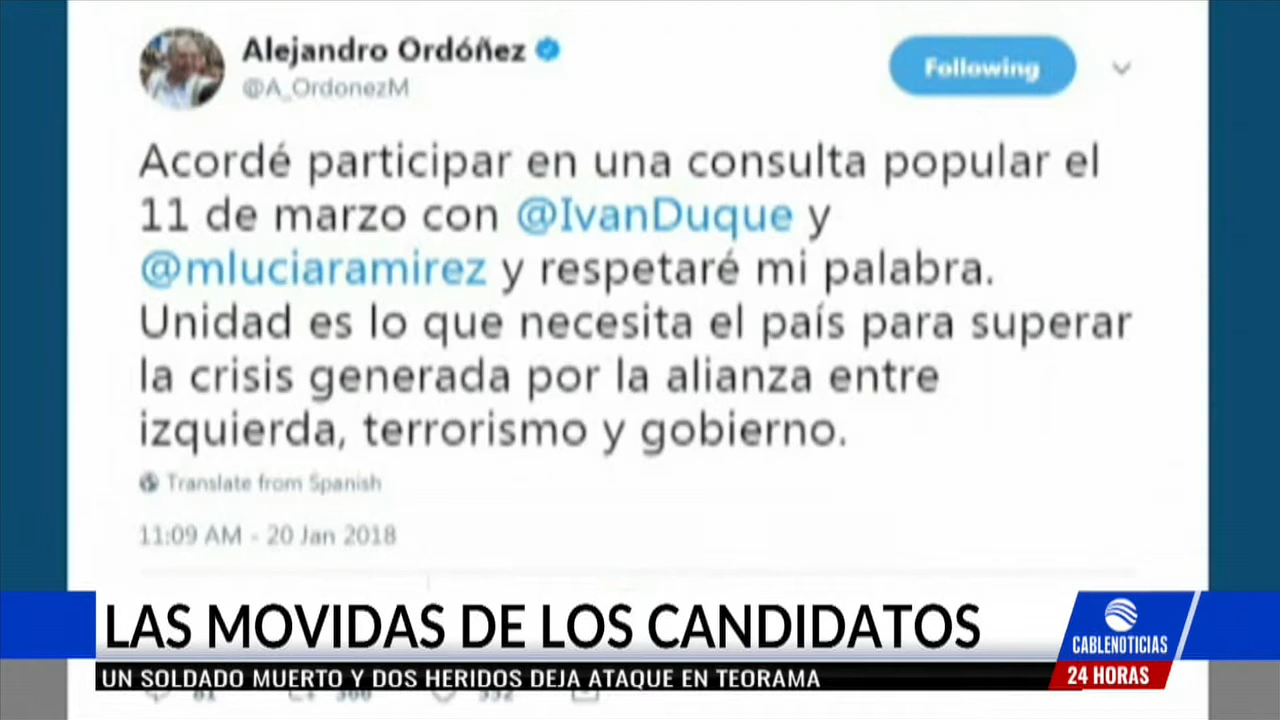 Alejandro Ordóñez
@A_OrdonezM
Following
Acordé participar en una consulta popular el
11 de marzo con @IvanDuque y
@mluciaramirez y respetaré mi palabra.
Unidad es lo que necesita el país para superar
la crisis generada por la alianza entre
izquierda, terrorismo y gobierno.
Translate from Spanish
11:09 AM - 20 Jan 2018
LAS MOVIDAS DE LOS CANDIDATOS
CABLENOTICIAS
24 HORAS
UN SOLDADO MUERTO Y DOS HERIDOS DEJA ATAQUE EN TEORAMA